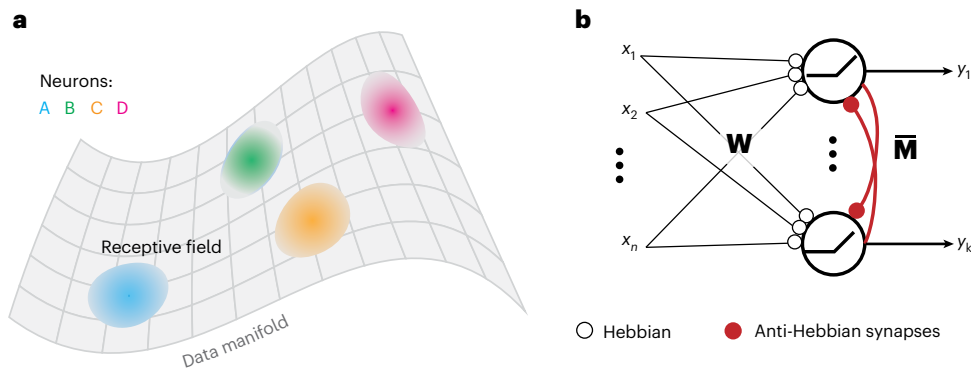 a
Neurons:
A B C D
Receptive field
Data manifold
b
x1
x2
xn
W
M̅
y1
yk
Hebbian
Anti-Hebbian synapses